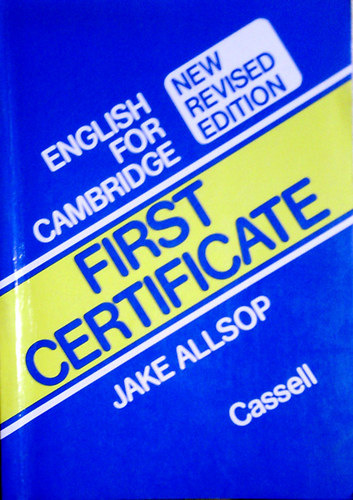 ENGLISH
FOR
CAMBRIDGE
NEW
REVISED
EDITION
FIRST
CERTIFICATE
JAKE ALLSOP
Cassell